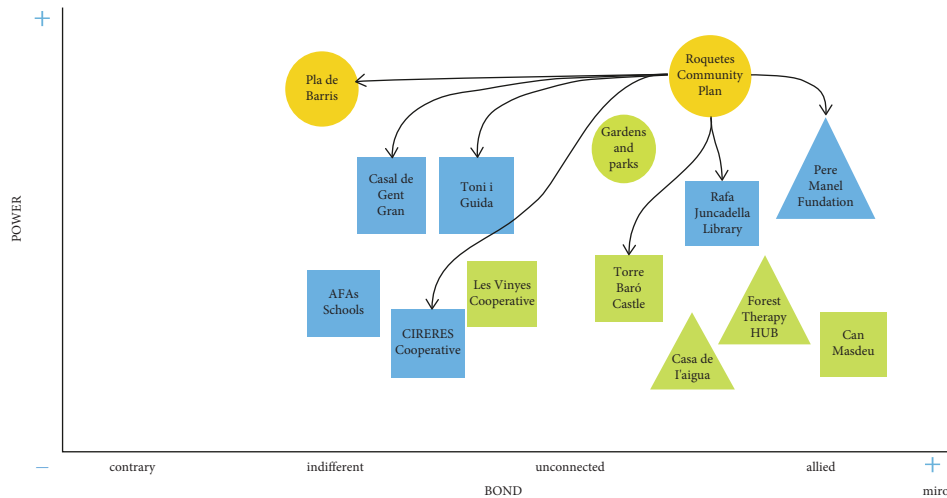 +
POWER
Pla de
Barris
Roquetes
Community
Plan
Gardens
and
parks
Casal de
Gent
Gran
Toni i
Guida
Rafa
Juncadella
Library
Pere
Manel
Fundation
AFAs
Schools
CIRERES
Cooperative
Les Vinyes
Cooperative
Torre
Baró
Castle
Forest
Therapy
HUB
Casa de
I'aigua
Can
Masdeu
–
contrary
indifferent
unconnected
allied
+
BOND
miro